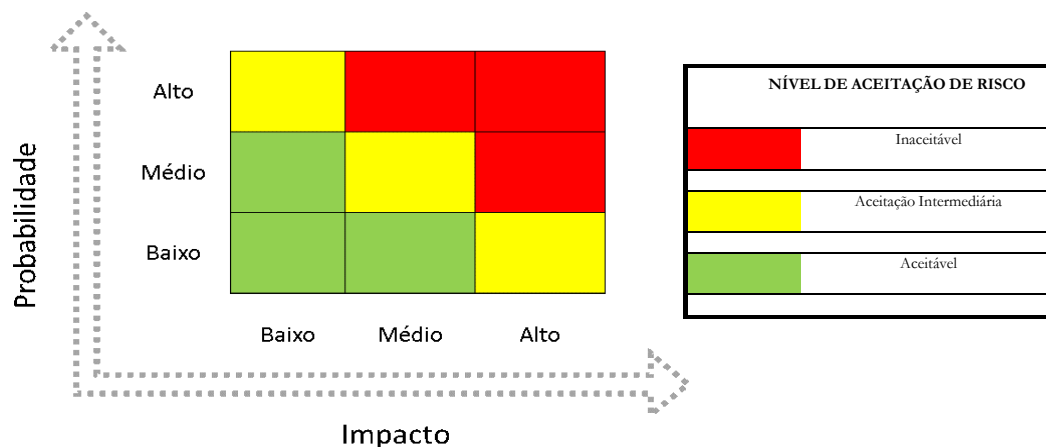 Probabilidade
Alto
Médio
Baixo
Baixo Médio Alto
Impacto
NÍVEL DE ACEITAÇÃO DE RISCO
Inaceitável
Aceitação Intermediária
Aceitável